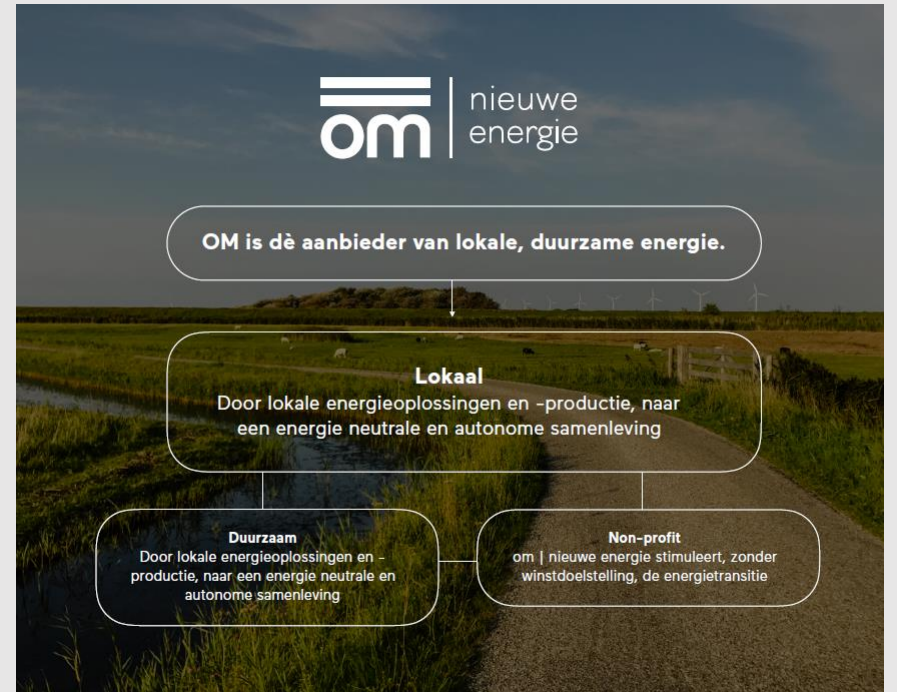 om | nieuwe
energie
OM is dè aanbieder van lokale, duurzame energie.
Lokaal
Door lokale energieoplossingen en -productie, naar
een energie neutrale en autonome samenleving
Duurzaam
Door lokale energieoplossingen en -
productie, naar een energie neutrale en
autonome samenleving
Non-profit
om | nieuwe energie stimuleert, zonder
winstdoelstelling, de energietransitie